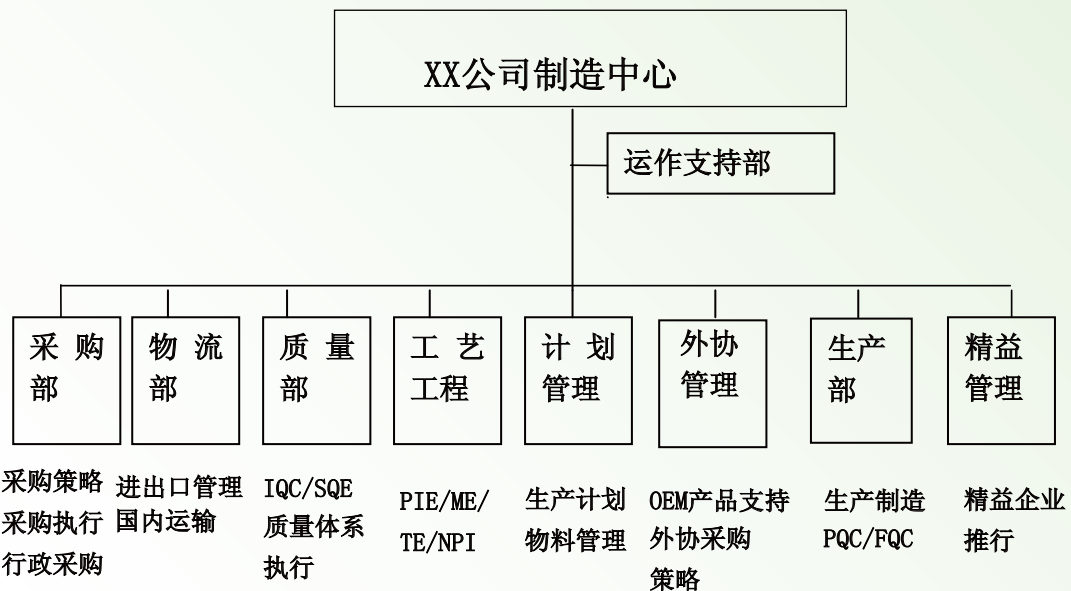 XX公司制造中心
运作支持部
采 购
部
物 流
部
质 量
部
工 艺
工程
计 划
管理
外协
管理
生产
部
精益
管理
采购策略
采购执行
行政采购
进出口管理
国内运输
IQC/SQE
质量体系
执行
PIE/ME/
TE/NPI
生产计划
物料管理
OEM产品支持
外协采购
策略
生产制造
PQC/FQC
精益企业
推行